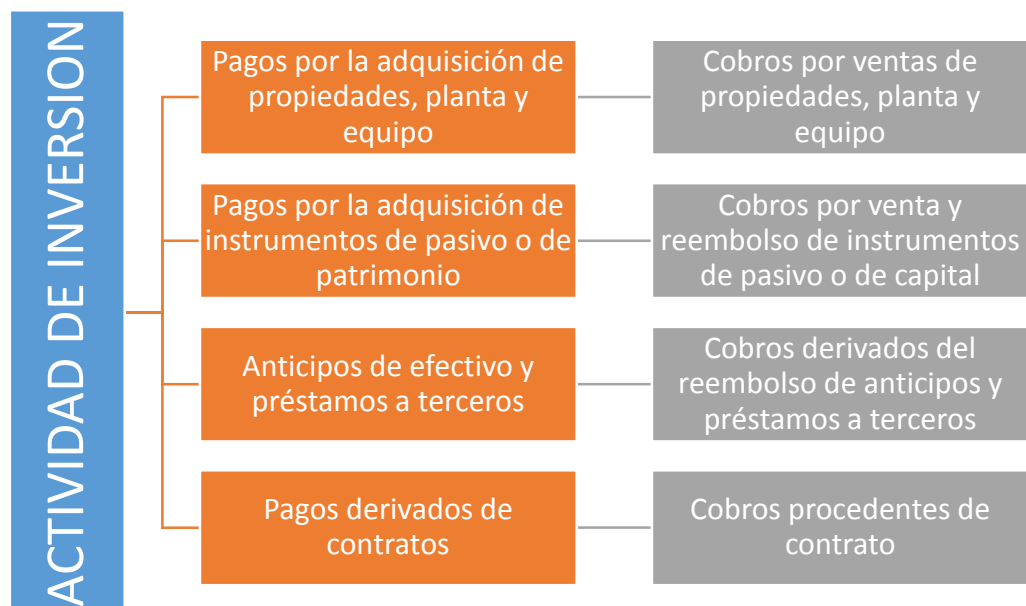 ACTIVIDAD DE INVERSION
Pagos por la adquisición de
propiedades, planta y
equipo
Cobros por ventas de
propiedades, planta y
equipo
Pagos por la adquisición de
instrumentos de pasivo o de
patrimonio
Cobros por venta y
reembolso de instrumentos
de pasivo o de capital
Anticipos de efectivo y
préstamos a terceros
Cobros derivados del
reembolso de anticipos y
préstamos a terceros
Pagos derivados de
contratos
Cobros procedentes de
contrato